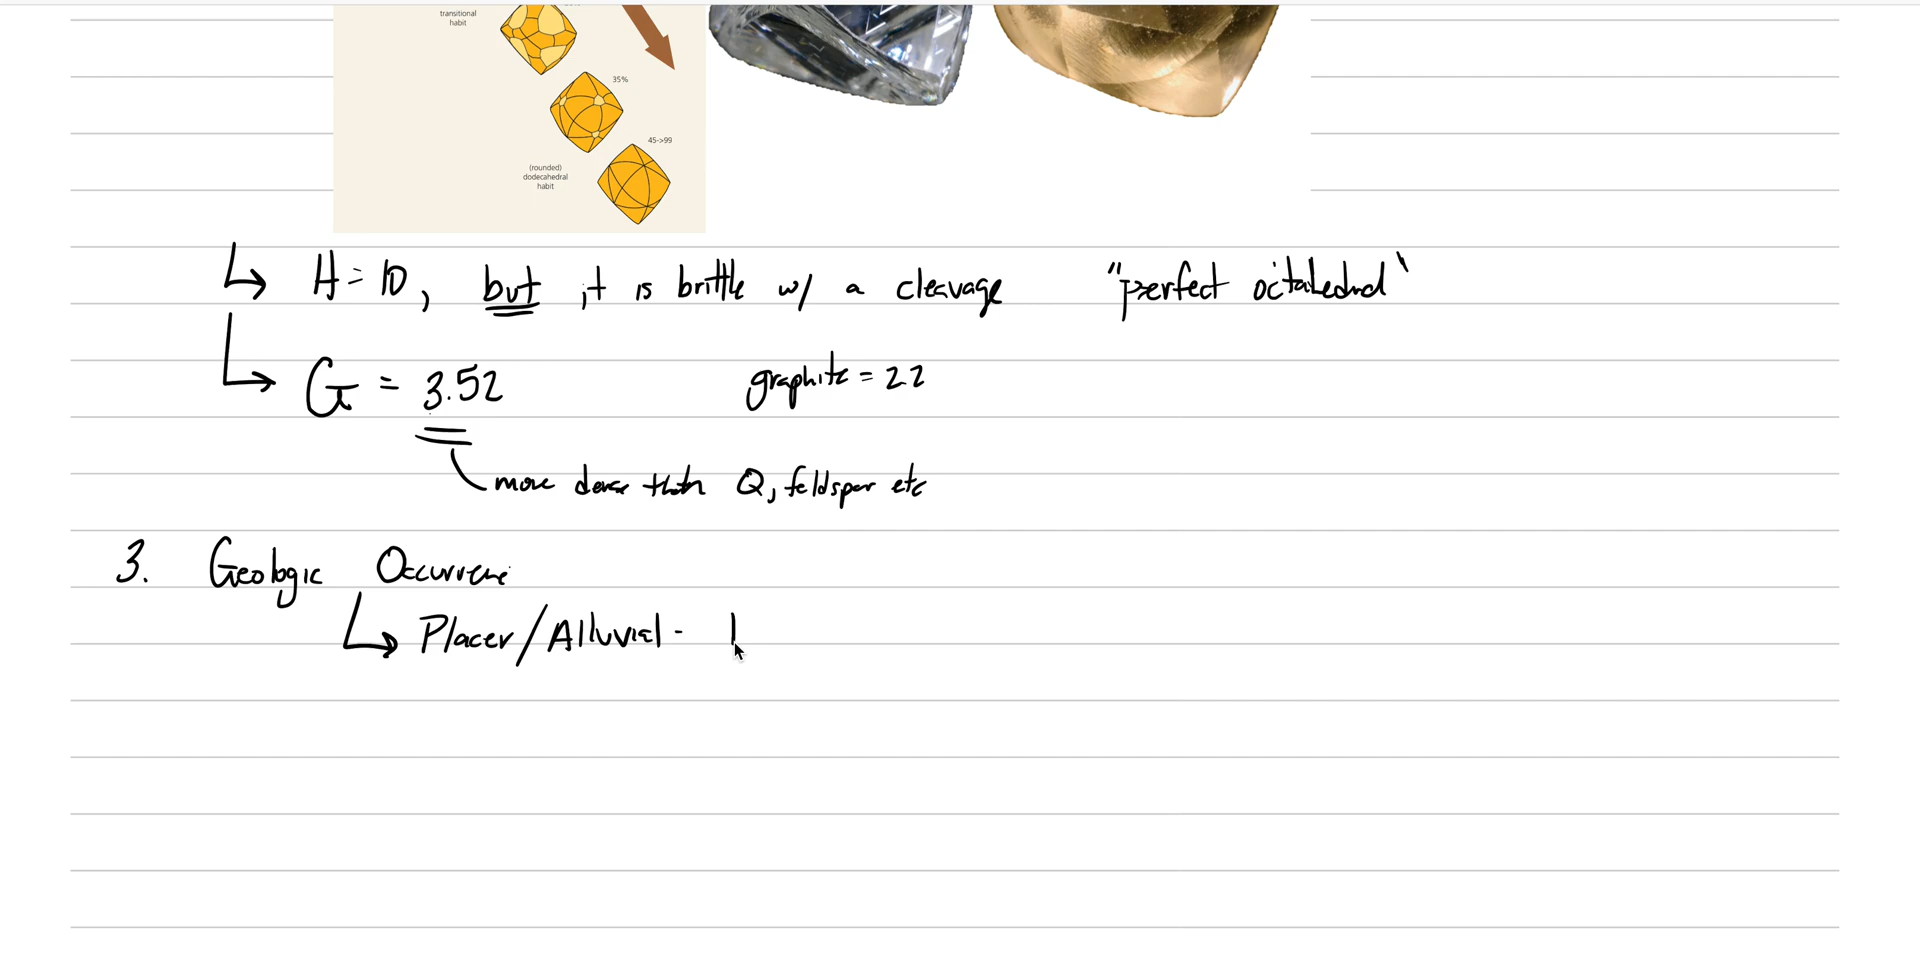 transitional
habit
35%
45->99
(rounded)
dodecahedral
habit
↳ H = 10, but it is brittle w/ a cleavage "perfect octahedral"
↳ G = 3.52 graphite = 2.2
more dense than Q, feldspar etc
3. Geologic Occurrence
↳ Placer/Alluvial -